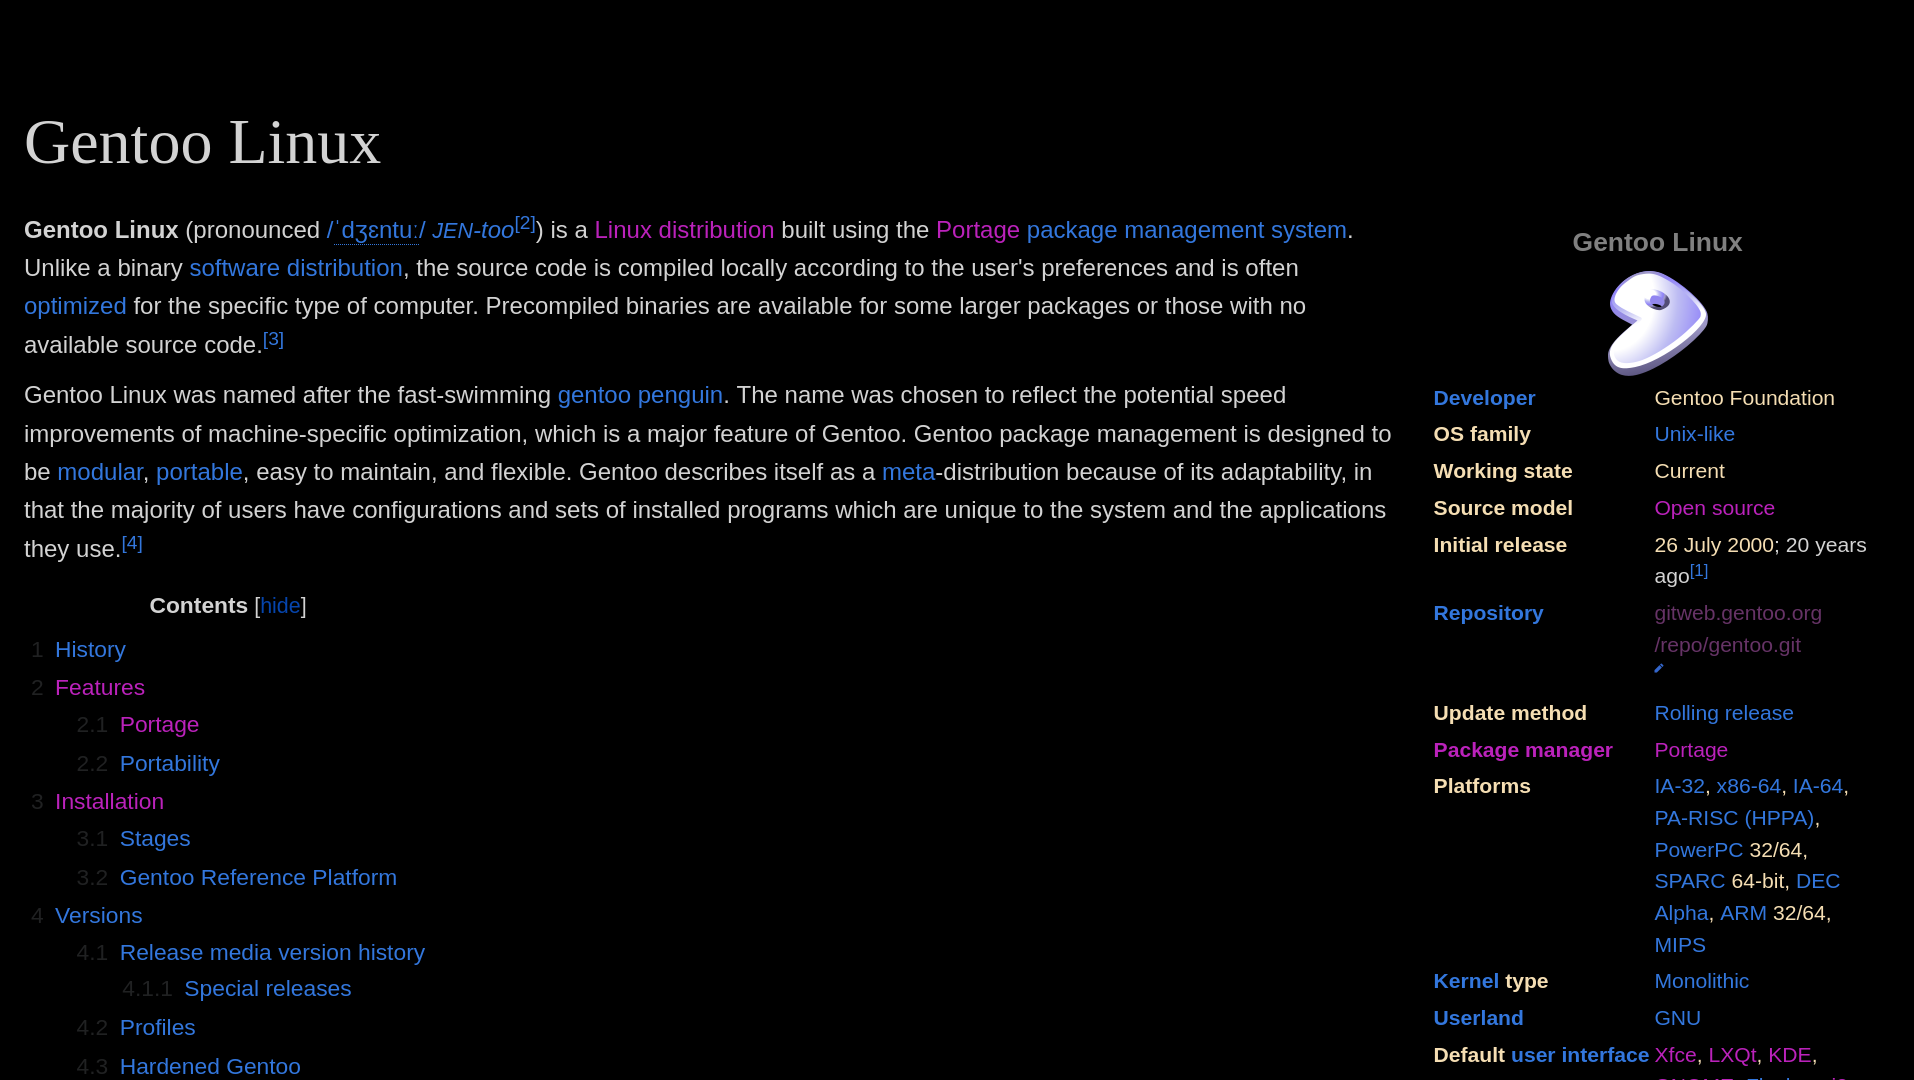 Gentoo Linux
Gentoo Linux (pronounced /ˈdʒɛntuː/ JEN-too[2]) is a Linux distribution built using the Portage package management system.
Unlike a binary software distribution, the source code is compiled locally according to the user's preferences and is often
optimized for the specific type of computer. Precompiled binaries are available for some larger packages or those with no
available source code.[3]
Gentoo Linux was named after the fast-swimming gentoo penguin. The name was chosen to reflect the potential speed
improvements of machine-specific optimization, which is a major feature of Gentoo. Gentoo package management is designed to
be modular, portable, easy to maintain, and flexible. Gentoo describes itself as a meta-distribution because of its adaptability, in
that the majority of users have configurations and sets of installed programs which are unique to the system and the applications
they use.[4]
Contents [hide]
1 History
2 Features
2.1 Portage
2.2 Portability
3 Installation
3.1 Stages
3.2 Gentoo Reference Platform
4 Versions
4.1 Release media version history
4.1.1 Special releases
4.2 Profiles
4.3 Hardened Gentoo
Gentoo Linux
Developer Gentoo Foundation
OS family Unix-like
Working state Current
Source model Open source
Initial release 26 July 2000; 20 years
ago[1]
Repository gitweb.gentoo.org
/repo/gentoo.git
Update method Rolling release
Package manager Portage
Platforms IA-32, x86-64, IA-64,
PA-RISC (HPPA),
PowerPC 32/64,
SPARC 64-bit, DEC
Alpha, ARM 32/64,
MIPS
Kernel type Monolithic
Userland GNU
Default user interface Xfce, LXQt, KDE,